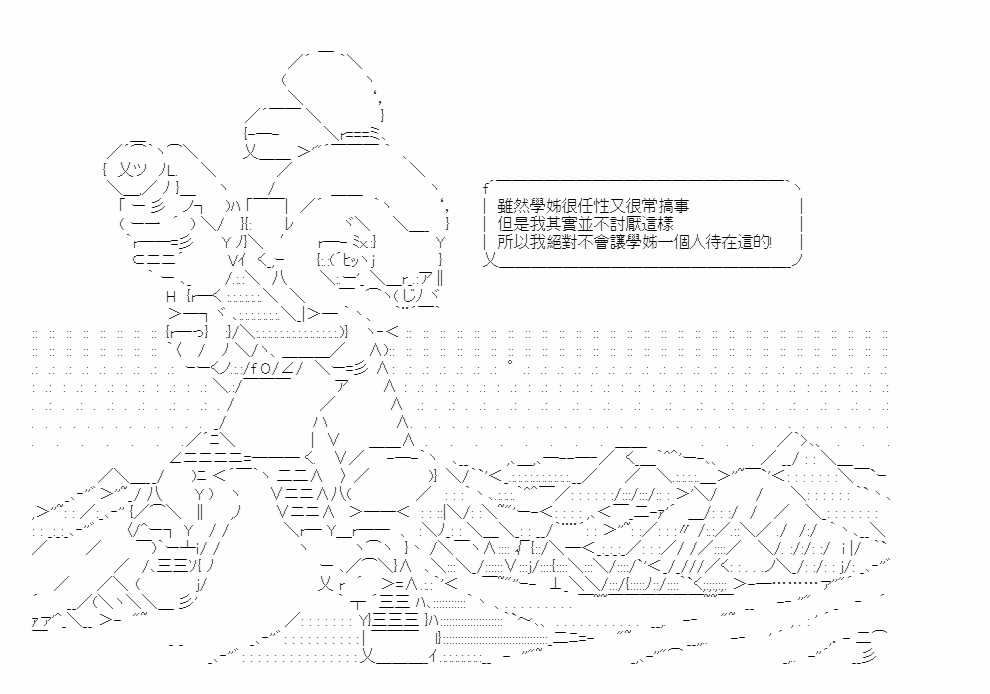 雖然學姊很任性又很常搞事
但是我其實並不討厭這樣
所以我絕對不會讓學姊一個人待在這的!